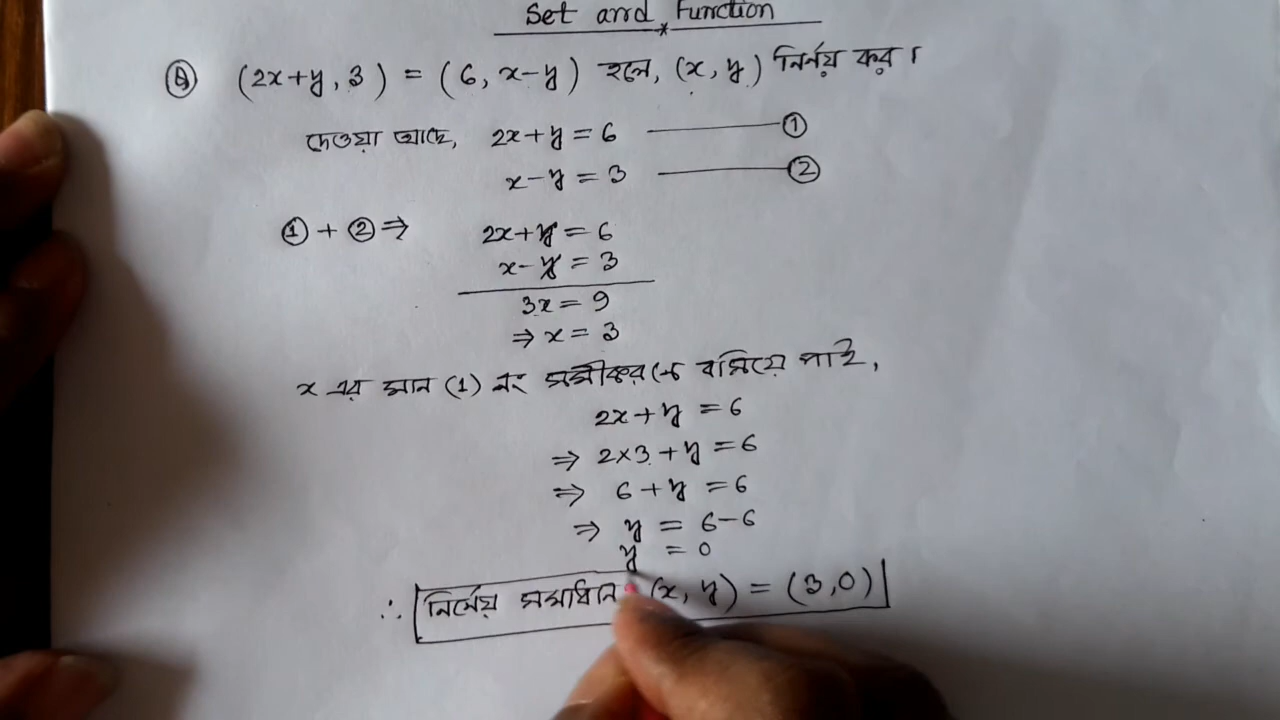 Set and Function
Q (2x+y, 3) = (6, x-y) হলে, (x, y) নির্নয় কর।
দেওয়া আছে, 2x+y = 6 ——— ①
x-y = 3 ——— ②
① + ② ⇒ 2x+y = 6
x-y = 3
3x = 9
⇒ x = 3
x এর মান (1) নং সমীকরণে বসিয়ে পাই,
2x+y = 6
⇒ 2×3+y = 6
⇒ 6+y = 6
⇒ y = 6-6
y = 0
∴ নির্নেয় সমাধান (x, y) = (3,0)